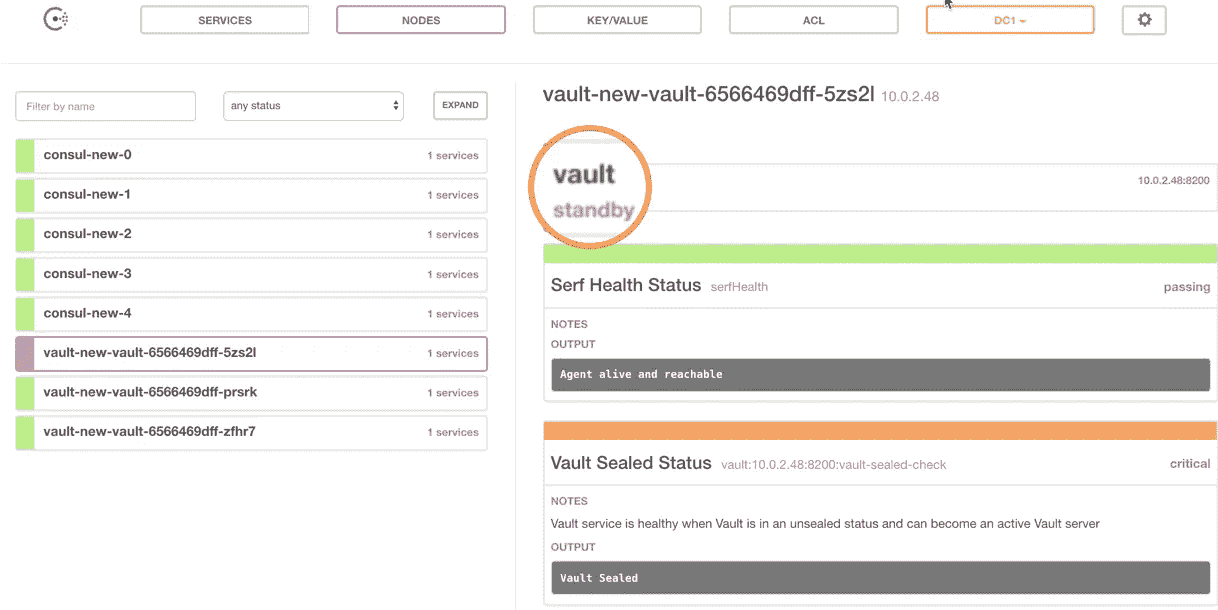 SERVICES
NODES
KEY/VALUE
ACL
DC1
Filter by name
any status
EXPAND
consul-new-0 1 services
consul-new-1 1 services
consul-new-2 1 services
consul-new-3 1 services
consul-new-4 1 services
vault-new-vault-6566469dff-5zs2l 1 services
vault-new-vault-6566469dff-prsrk 1 services
vault-new-vault-6566469dff-zfhr7 1 services
vault-new-vault-6566469dff-5zs2l 10.0.2.48
vault
standby
10.0.2.48:8200
Serf Health Status serfHealth passing
NOTES
OUTPUT
Agent alive and reachable
Vault Sealed Status vault:10.0.2.48:8200:vault-sealed-check critical
NOTES
Vault service is healthy when Vault is in an unsealed status and can become an active Vault server
OUTPUT
Vault Sealed